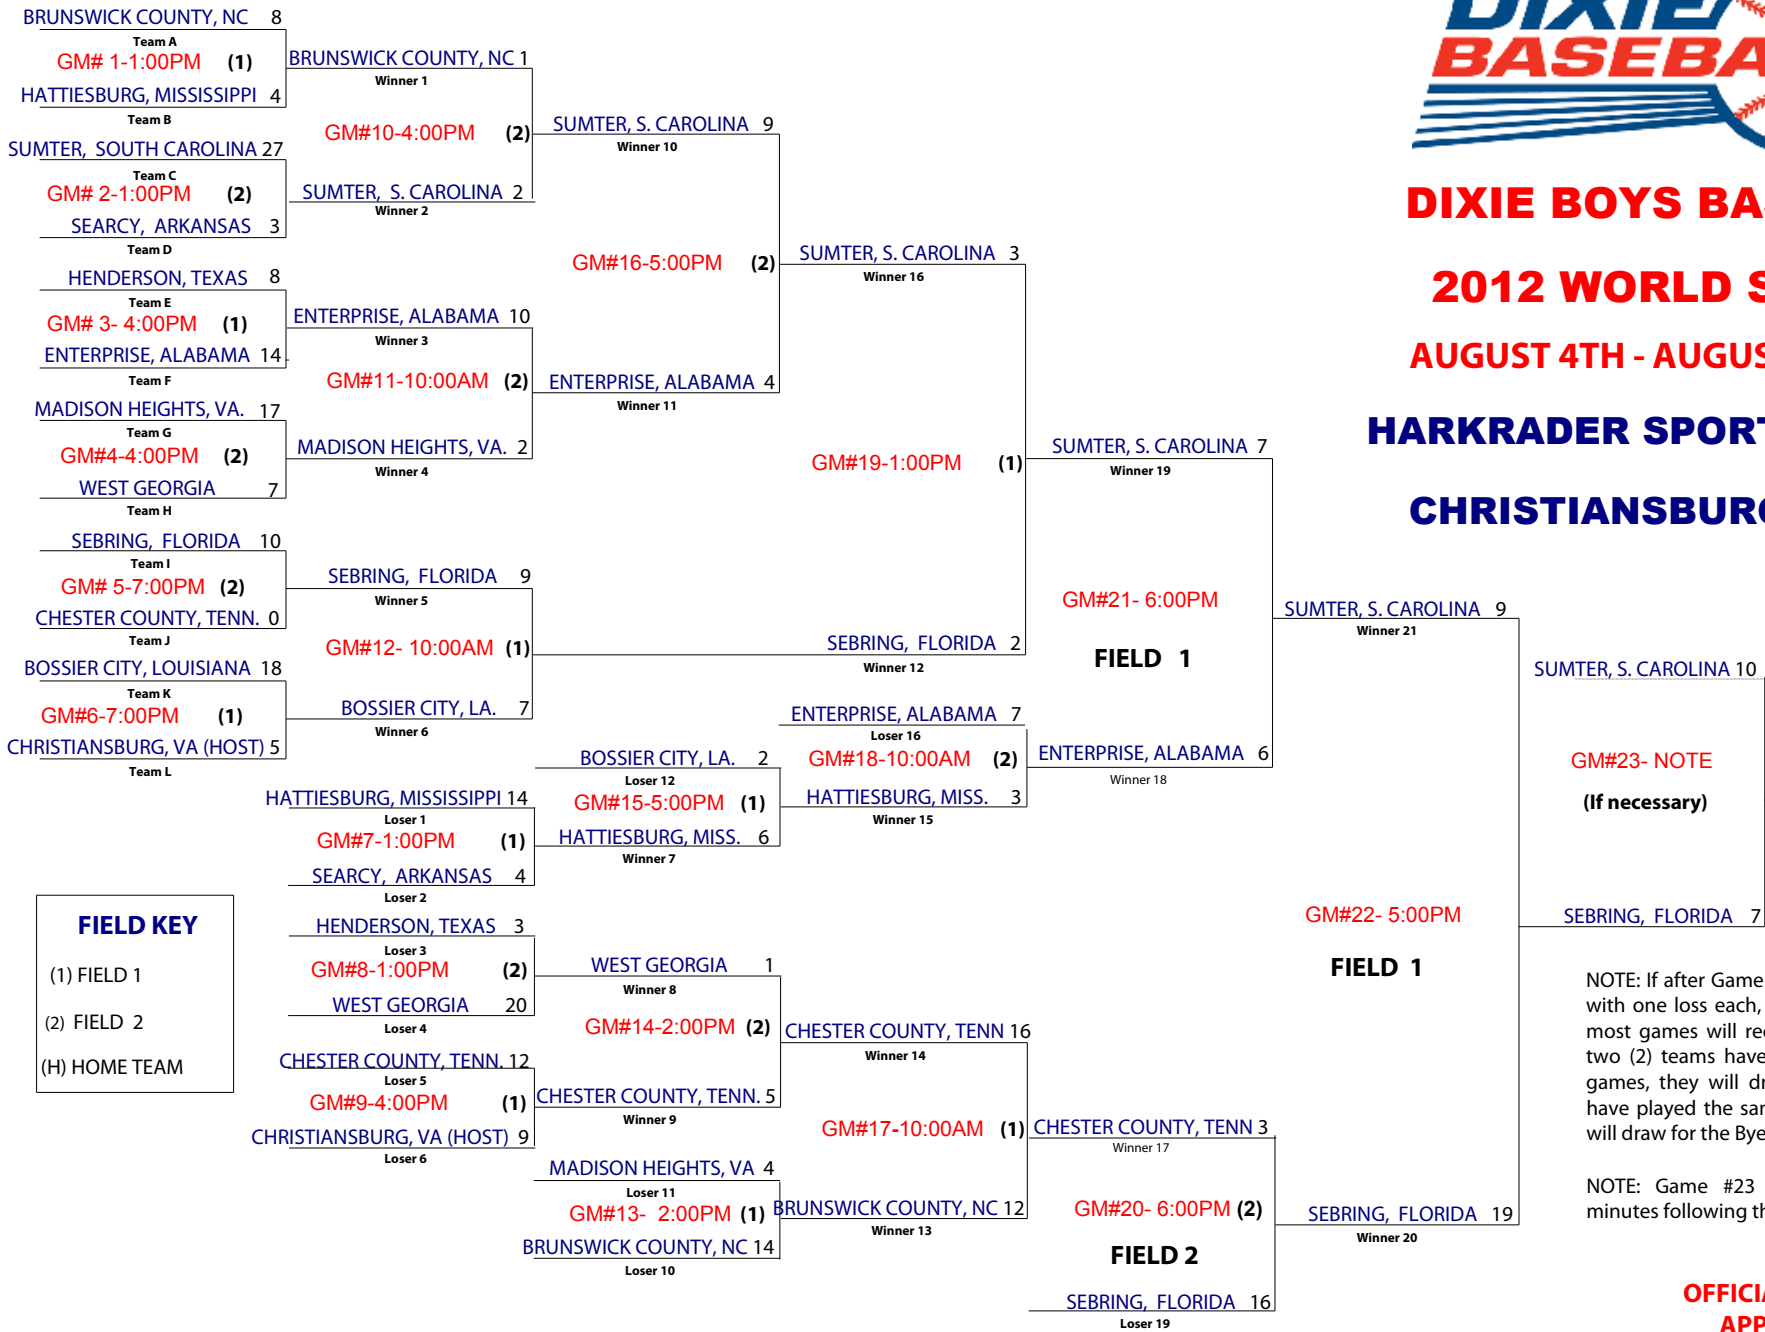 BRUNSWICK COUNTY, NC 8
Team A
GM# 1-1:00PM (1)
HATTIESBURG, MISSISSIPPI 4
Team B
SUMTER, SOUTH CAROLINA 27
Team C
GM# 2-1:00PM (2)
SEARCY, ARKANSAS 3
Team D
HENDERSON, TEXAS 8
Team E
GM# 3- 4:00PM (1)
ENTERPRISE, ALABAMA 14
Team F
MADISON HEIGHTS, VA. 17
Team G
GM#4-4:00PM (2)
WEST GEORGIA 7
Team H
SEBRING, FLORIDA 10
Team I
GM# 5-7:00PM (2)
CHESTER COUNTY, TENN. 0
Team J
BOSSIER CITY, LOUISIANA 18
Team K
GM#6-7:00PM (1)
CHRISTIANSBURG, VA (HOST) 5
Team L
BRUNSWICK COUNTY, NC 1
Winner 1
GM#10-4:00PM (2)
SUMTER, S. CAROLINA 2
Winner 2
ENTERPRISE, ALABAMA 10
Winner 3
GM#11-10:00AM (2)
MADISON HEIGHTS, VA. 2
Winner 4
SEBRING, FLORIDA 9
Winner 5
GM#12- 10:00AM (1)
BOSSIER CITY, LA. 7
Winner 6
HATTIESBURG, MISSISSIPPI 14
Loser 1
GM#7-1:00PM (1)
SEARCY, ARKANSAS 4
Loser 2
HENDERSON, TEXAS 3
Loser 3
GM#8-1:00PM (2)
WEST GEORGIA 20
Loser 4
CHESTER COUNTY, TENN. 12
Loser 5
GM#9-4:00PM (1)
CHRISTIANSBURG, VA (HOST) 9
Loser 6
SUMTER, S. CAROLINA 9
Winner 10
GM#16-5:00PM (2)
ENTERPRISE, ALABAMA 4
Winner 11
BOSSIER CITY, LA. 2
Loser 12
GM#15-5:00PM (1)
HATTIESBURG, MISS. 6
Winner 7
WEST GEORGIA 1
Winner 8
GM#14-2:00PM (2)
CHESTER COUNTY, TENN. 5
Winner 9
MADISON HEIGHTS, VA 4
Loser 11
GM#13- 2:00PM (1)
BRUNSWICK COUNTY, NC 14
Loser 10
SUMTER, S. CAROLINA 3
Winner 16
GM#19-1:00PM (1)
SEBRING, FLORIDA 2
Winner 12
ENTERPRISE, ALABAMA 7
Loser 16
GM#18-10:00AM (2)
HATTIESBURG, MISS. 3
Winner 15
CHESTER COUNTY, TENN 16
Winner 14
GM#17-10:00AM (1)
BRUNSWICK COUNTY, NC 12
Winner 13
SUMTER, S. CAROLINA 7
Winner 19
GM#21- 6:00PM
FIELD 1
ENTERPRISE, ALABAMA 6
Winner 18
CHESTER COUNTY, TENN 3
Winner 17
GM#20- 6:00PM (2)
FIELD 2
SEBRING, FLORIDA 16
Loser 19
SUMTER, S. CAROLINA 9
Winner 21
GM#22- 5:00PM
FIELD 1
SEBRING, FLORIDA 19
Winner 20
SUMTER, S. CAROLINA 10
GM#23- NOTE
(If necessary)
SEBRING, FLORIDA 7
FIELD KEY
(1) FIELD 1
(2) FIELD 2
(H) HOME TEAM
DIXIE
BASEBA
DIXIE BOYS BAS
2012 WORLD S
AUGUST 4TH - AUGUS
HARKRADER SPORT
CHRISTIANSBURG
NOTE: If after Game
with one loss each,
most games will rec
two (2) teams have
games, they will dr
have played the sam
will draw for the Bye
NOTE: Game #23
minutes following th
OFFICIA
APP